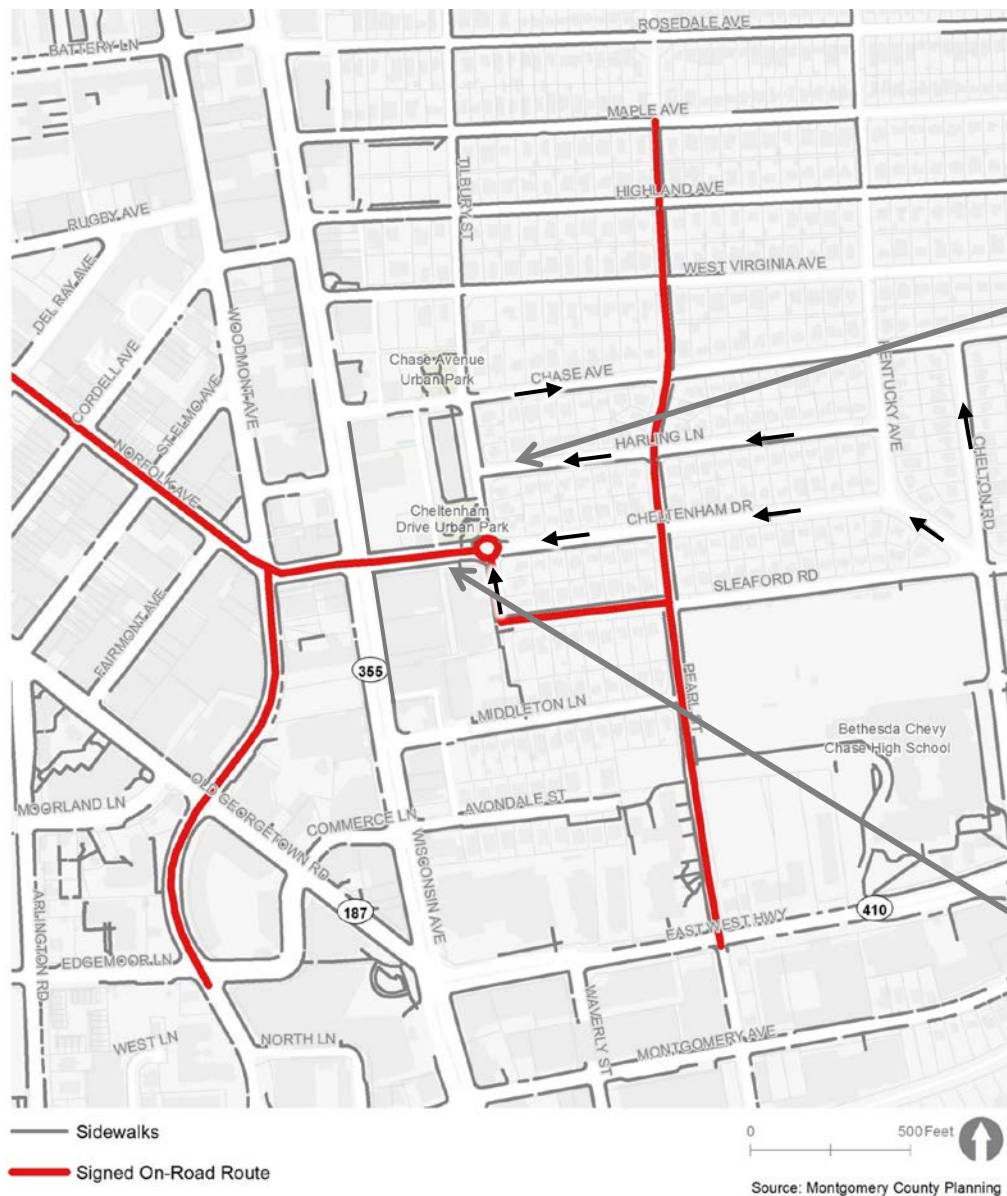 ROSEDALE AVE
BATTERY LN
MAPLE AVE
TILBURY ST
HIGHLAND AVE
RUGBY AVE
WEST VIRGINIA AVE
DEL RAY AVE
WOODMONT AVE
CORDELL AVE
ST ELMO AVE
Chase Avenue
Urban Park
CHASE AVE
KENTUCKY AVE
HARLING LN
CHELTON RD
NORFOLK AVE
Cheltenham
Drive Urban Park
CHELTENHAM DR
SLEAFORD RD
FAIRMONT AVE
355
PEARL ST
MIDDLETON LN
Bethesda Chevy
Chase High School
OLD GEORGETOWN RD
MOORLAND LN
AVONDALE ST
COMMERCE LN
WISCONSIN AVE
ARLINGTON RD
187
410
EAST WEST HWY
EDGEMOOR LN
WAVERLY ST
WEST LN
NORTH LN
MONTGOMERY AVE
Sidewalks
0 500 Feet
Signed On-Road Route
Source: Montgomery County Planning